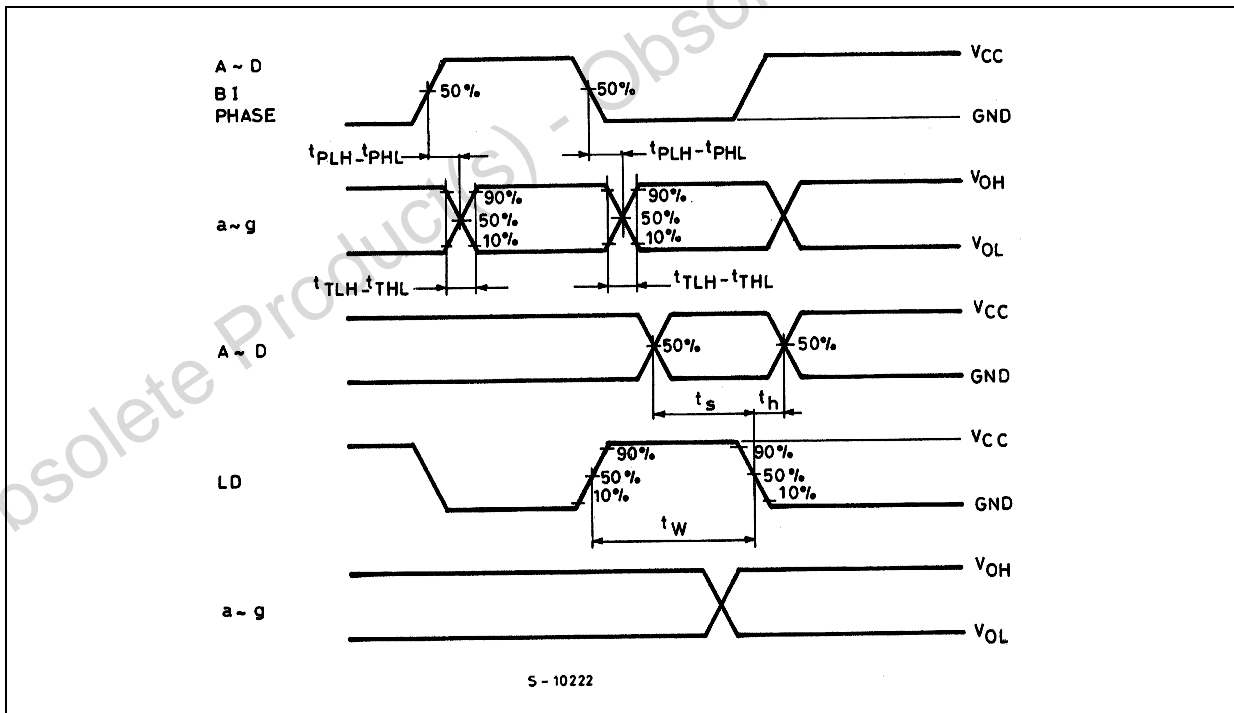 Obsolete Product(s) - Obsol
A ~ D
BI
PHASE
50%
50%
VCC
GND
tPLH-tPHL
tPLH-tPHL
a~g
90%
50%
10%
90%
50%
10%
VOH
VOL
tTLH-tTHL
tTLH-tTHL
A ~ D
50%
50%
VCC
GND
ts
th
LD
90%
50%
10%
90%
50%
10%
VCC
GND
tW
a~g
VOH
VOL
S-10222